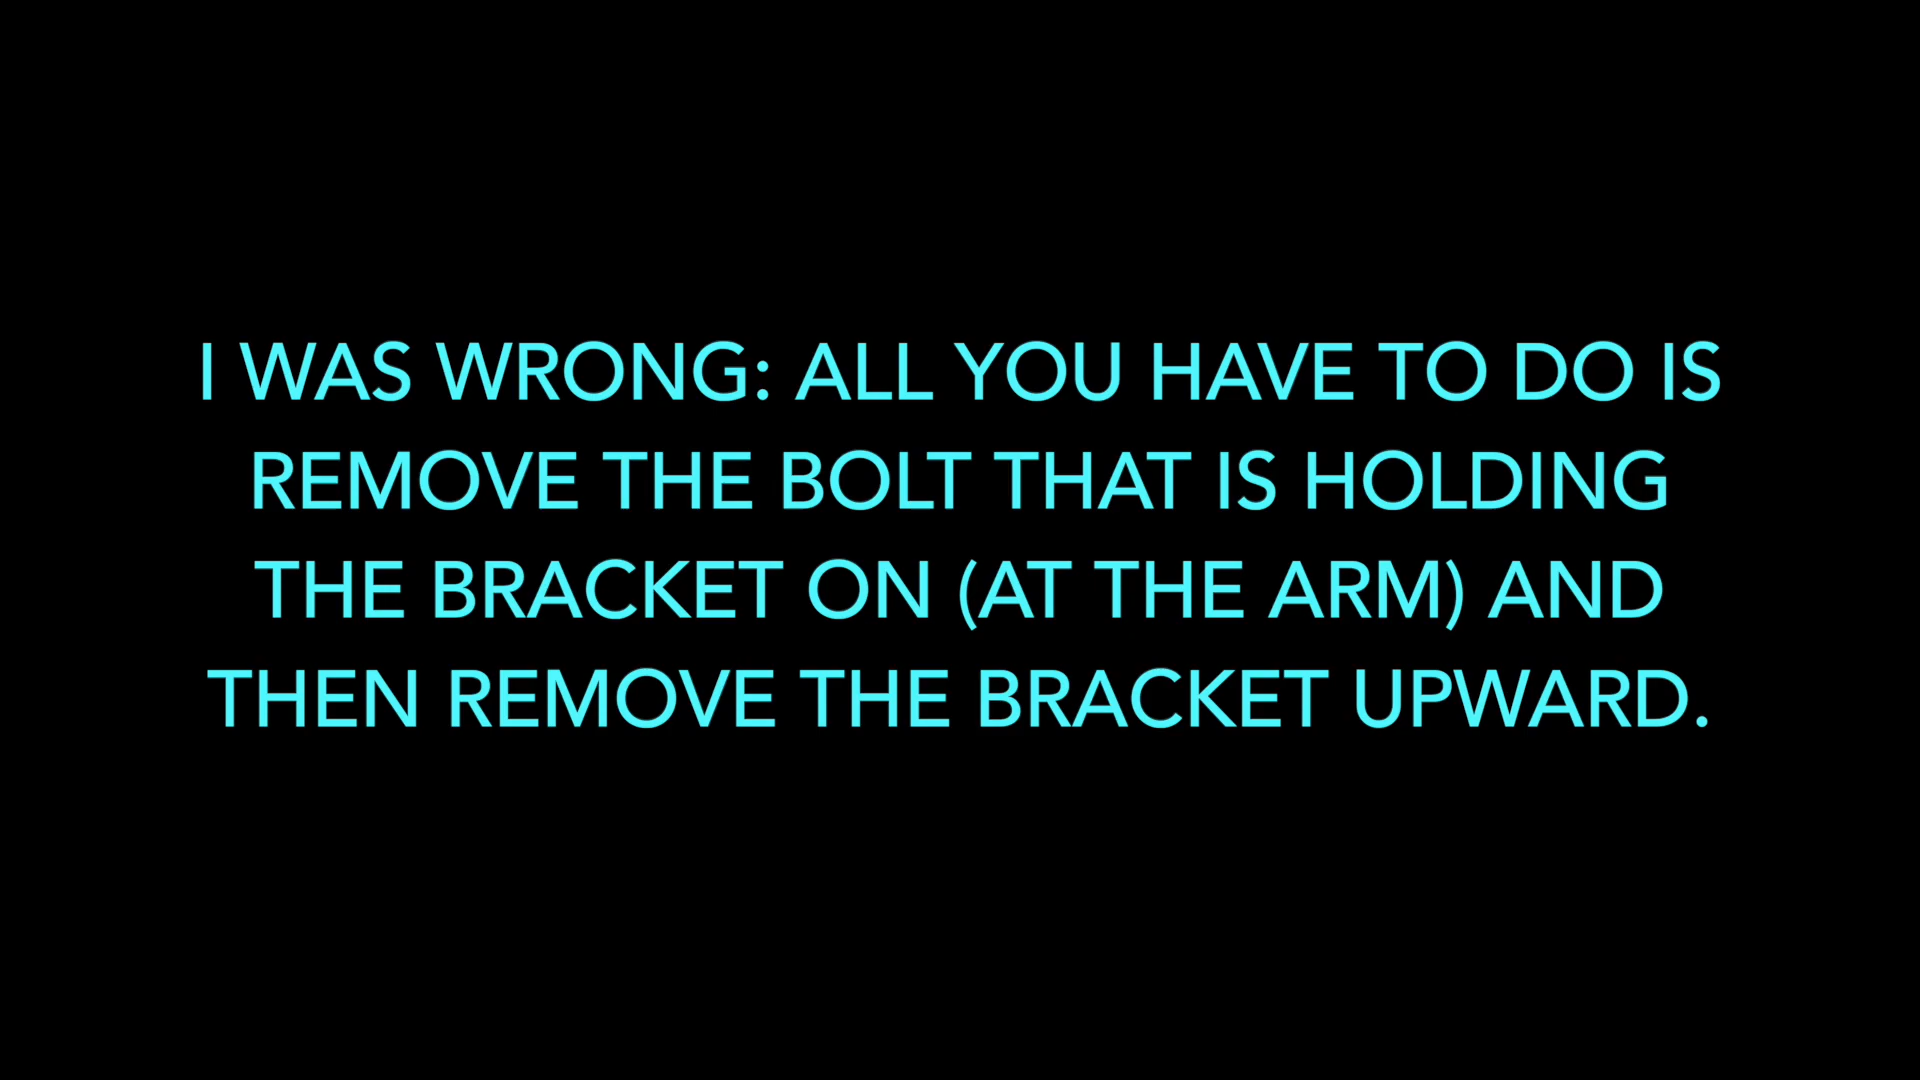 I WAS WRONG: ALL YOU HAVE TO DO IS
REMOVE THE BOLT THAT IS HOLDING
THE BRACKET ON (AT THE ARM) AND
THEN REMOVE THE BRACKET UPWARD.